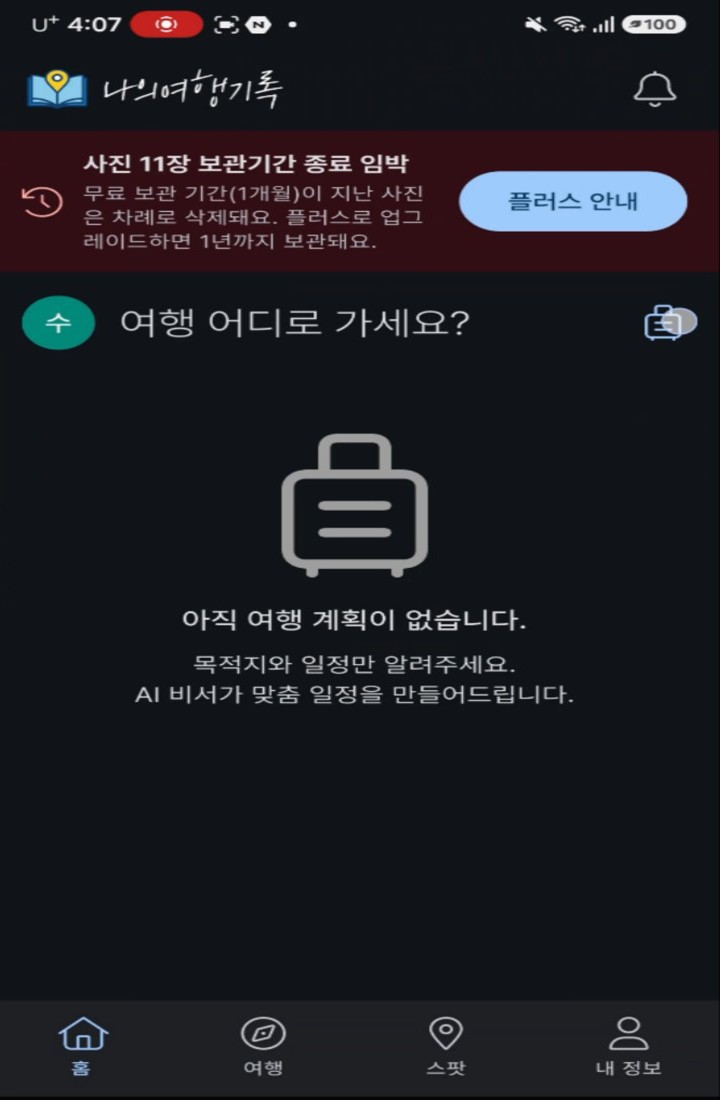 U+ 4:07 N 100
나의여행기록
사진 11장 보관기간 종료 임박
무료 보관 기간(1개월)이 지난 사진
은 차례로 삭제돼요. 플러스로 업그
레이드하면 1년까지 보관돼요.
플러스 안내
수 여행 어디로 가세요?
아직 여행 계획이 없습니다.
목적지와 일정만 알려주세요.
AI 비서가 맞춤 일정을 만들어드립니다.
홈 여행 스팟 내 정보